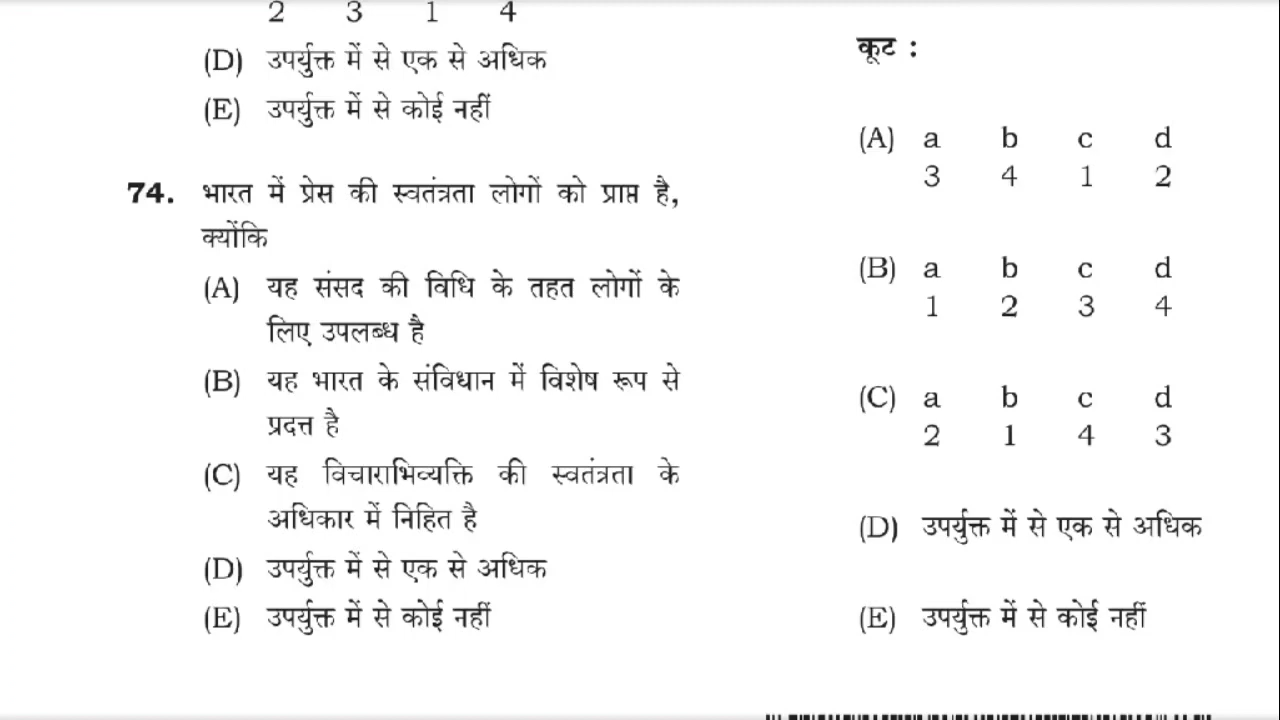 2 3 1 4
(D) उपर्युक्त में से एक से अधिक
(E) उपर्युक्त में से कोई नहीं
74. भारत में प्रेस की स्वतंत्रता लोगों को प्राप्त है,
क्योंकि
(A) यह संसद की विधि के तहत लोगों के
लिए उपलब्ध है
(B) यह भारत के संविधान में विशेष रूप से
प्रदत्त है
(C) यह विचाराभिव्यक्ति की स्वतंत्रता के
अधिकार में निहित है
(D) उपर्युक्त में से एक से अधिक
(E) उपर्युक्त में से कोई नहीं
कूट :
(A) a b c d
3 4 1 2
(B) a b c d
1 2 3 4
(C) a b c d
2 1 4 3
(D) उपर्युक्त में से एक से अधिक
(E) उपर्युक्त में से कोई नहीं